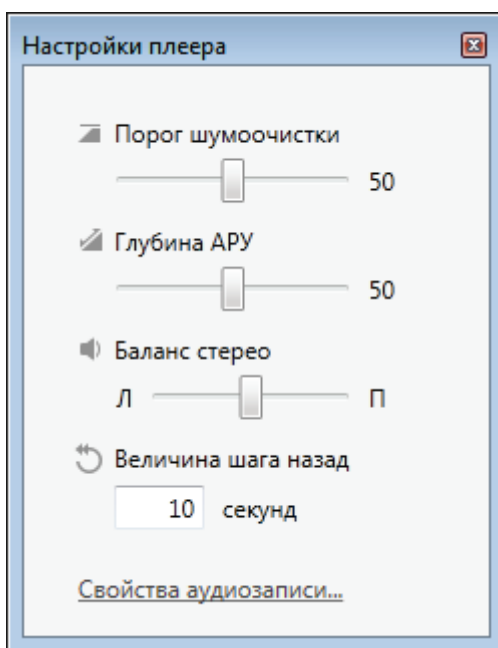 Настройки плеера
Порог шумоочистки
50
Глубина АРУ
50
Баланс стерео
Л П
Величина шага назад
10 секунд
Свойства аудиозаписи...